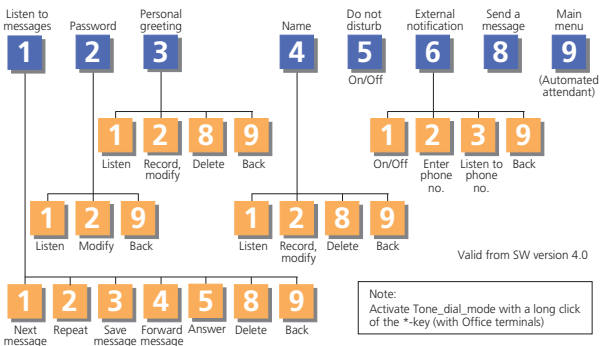 Listen to messages
Password
Personal greeting
Name
Do not disturb
External notification
Send a message
Main menu
1 2 3 4 5 6 8 9
On/Off
(Automated attendant)
1 2 8 9
Listen Record, modify Delete Back
1 2 3 9
On/Off Enter phone no. Listen to phone no. Back
1 2 9
Listen Modify Back
1 2 8 9
Listen Record, modify Delete Back
Valid from SW version 4.0
1 2 3 4 5 8 9
Next message Repeat Save message Forward message Answer Delete Back
Note:
Activate Tone_dial_mode with a long click
of the *-key (with Office terminals)